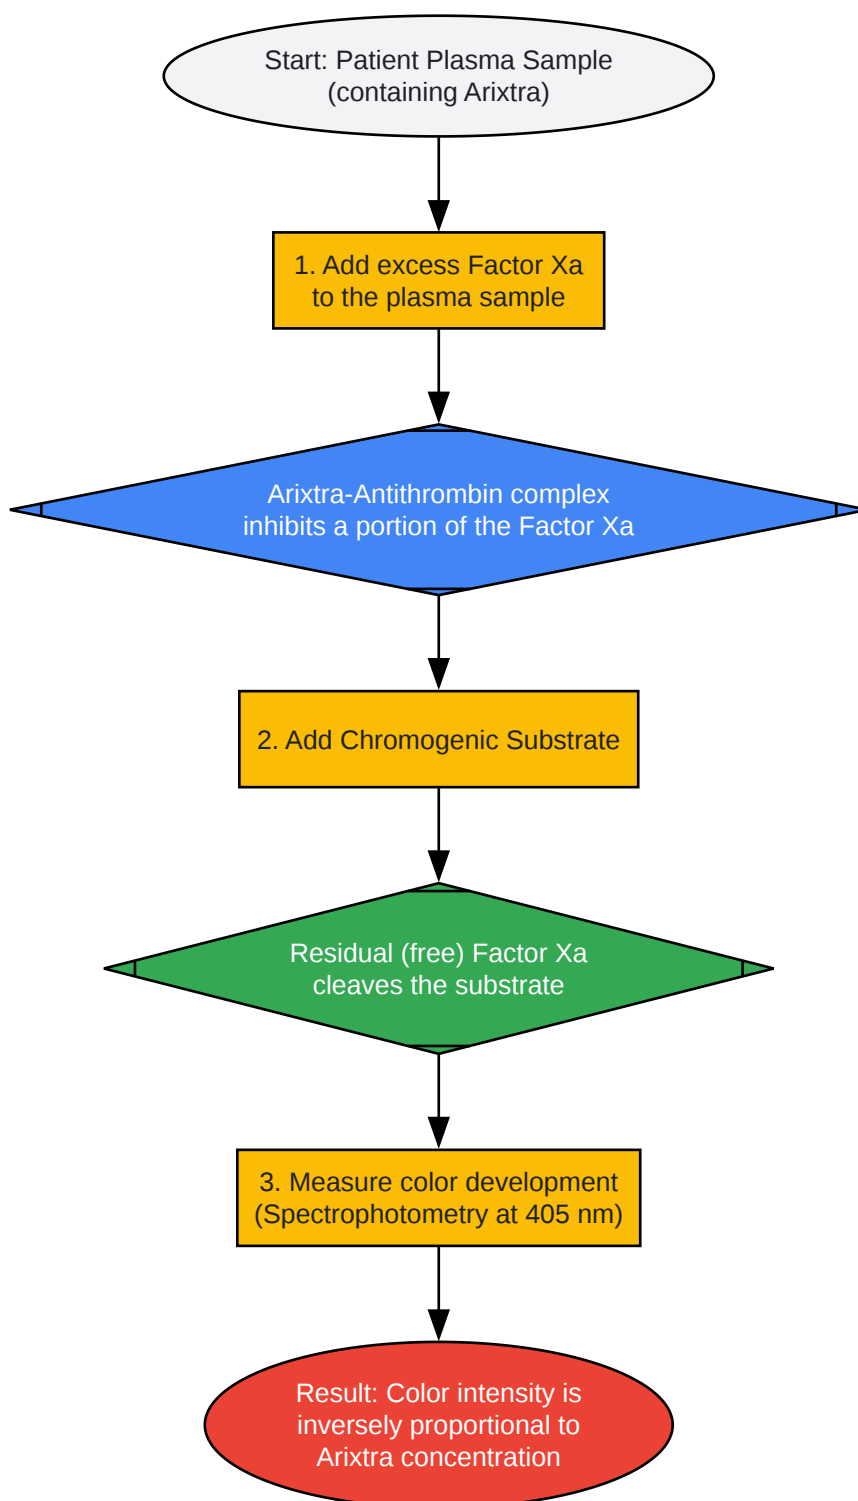 Start: Patient Plasma Sample
(containing Arixtra)
1. Add excess Factor Xa
to the plasma sample
Arixtra-Antithrombin complex
inhibits a portion of the Factor Xa
2. Add Chromogenic Substrate
Residual (free) Factor Xa
cleaves the substrate
3. Measure color development
(Spectrophotometry at 405 nm)
Result: Color intensity is
inversely proportional to
Arixtra concentration